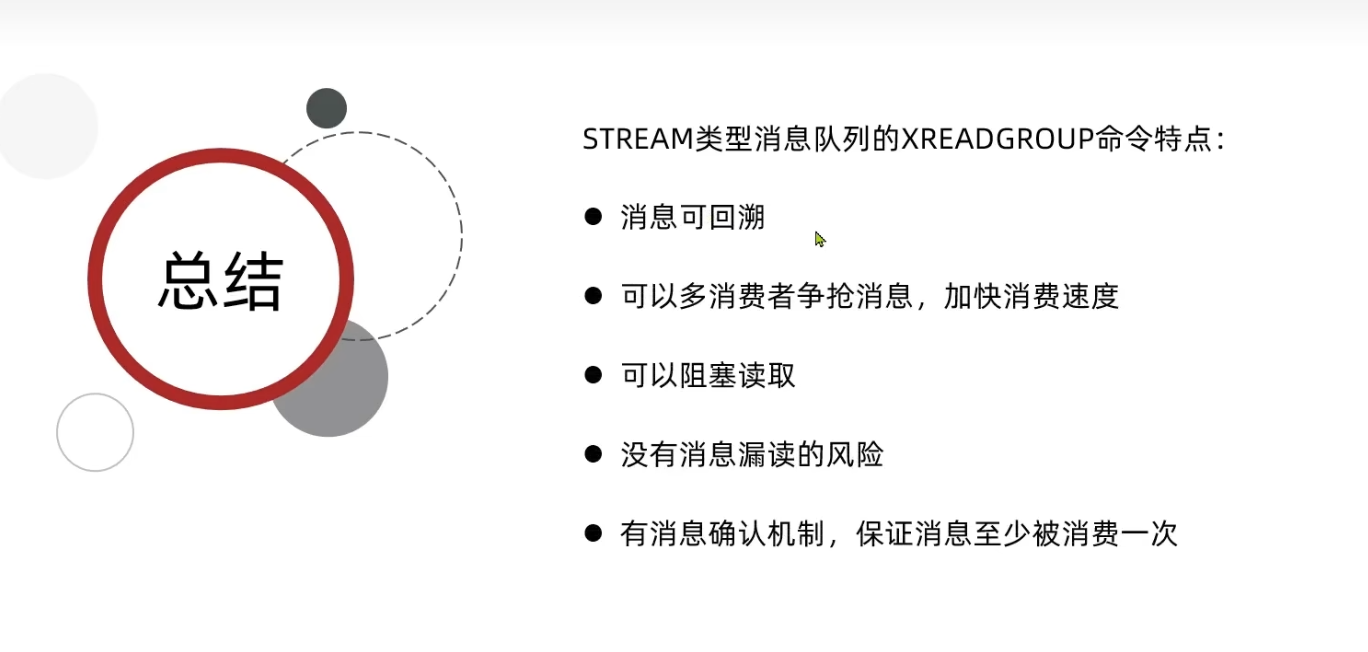 总结
STREAM类型消息队列的XREADGROUP命令特点：
● 消息可回溯
● 可以多消费者争抢消息，加快消费速度
● 可以阻塞读取
● 没有消息漏读的风险
● 有消息确认机制，保证消息至少被消费一次